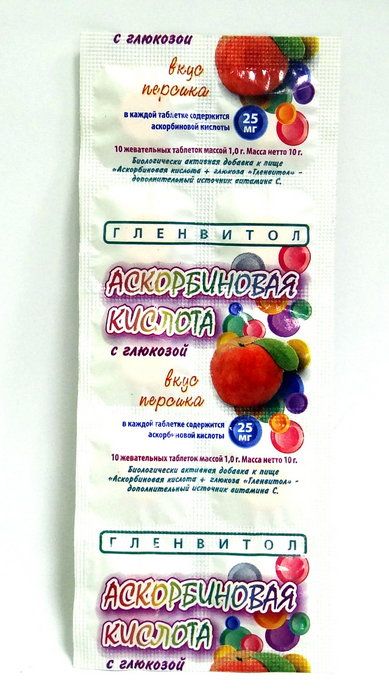 с глюкозой
вкус
персика
в каждой таблетке содержится
аскорбиновой кислоты
25
мг
10 жевательных таблеток массой 1,0 г. Масса нетто 10 г.
Биологически активная добавка к пище
«Аскорбиновая кислота + глюкоза «Гленвитол» -
дополнительный источник витамина С.
ГЛЕНВИТОЛ
АСКОРБИНОВАЯ
КИСЛОТА
с глюкозой
вкус
персика
в каждой таблетке содержится
аскорбиновой кислоты
25
мг
10 жевательных таблеток массой 1,0 г. Масса нетто 10 г.
Биологически активная добавка к пище
«Аскорбиновая кислота + глюкоза «Гленвитол» -
дополнительный источник витамина С.
ГЛЕНВИТОЛ
АСКОРБИНОВАЯ
КИСЛОТА
с глюкозой